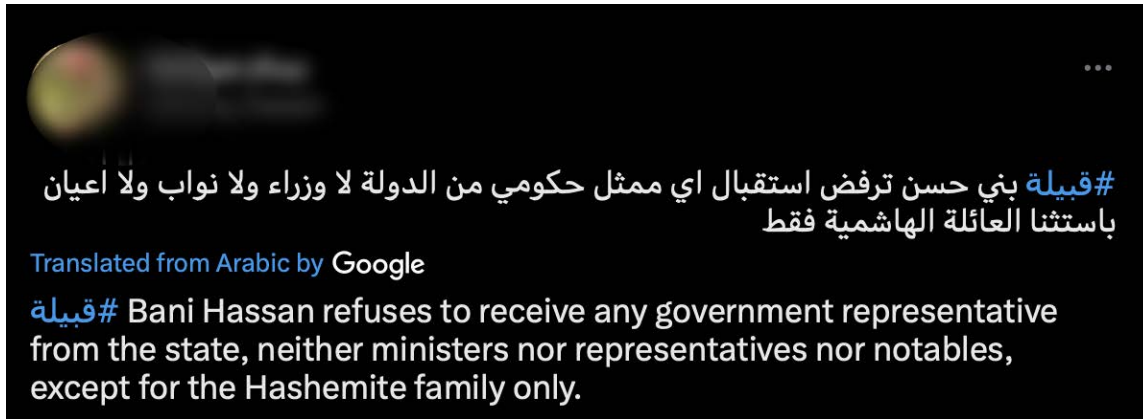 #قبيلة بني حسن ترفض استقبال اي ممثل حكومي من الدولة لا وزراء ولا نواب ولا اعيان
باستثنا العائلة الهاشمية فقط
Translated from Arabic by Google
#قبيلة Bani Hassan refuses to receive any government representative
from the state, neither ministers nor representatives nor notables,
except for the Hashemite family only.